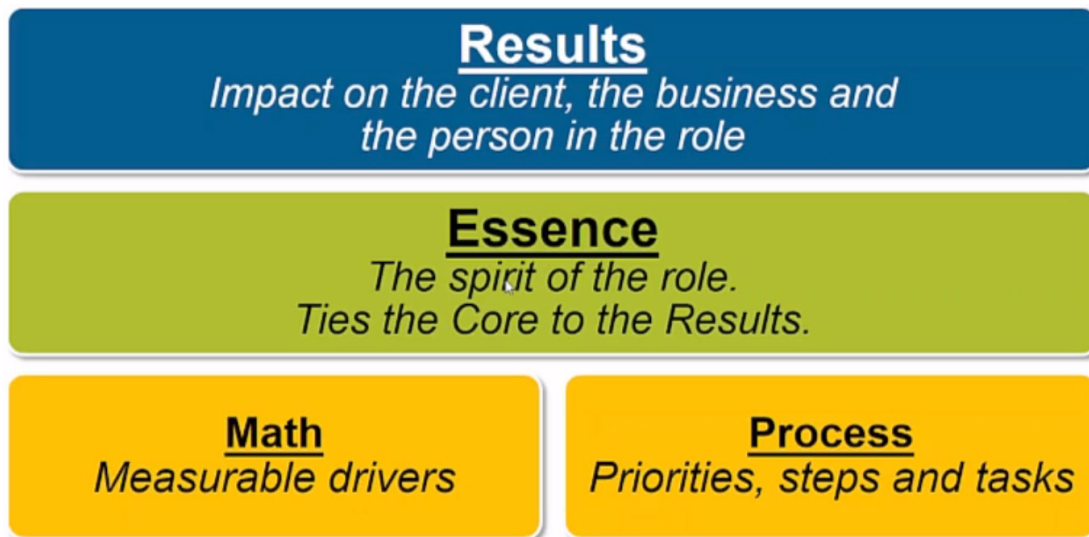 Results
Impact on the client, the business and
the person in the role
Essence
The spirit of the role.
Ties the Core to the Results.
Math
Measurable drivers
Process
Priorities, steps and tasks